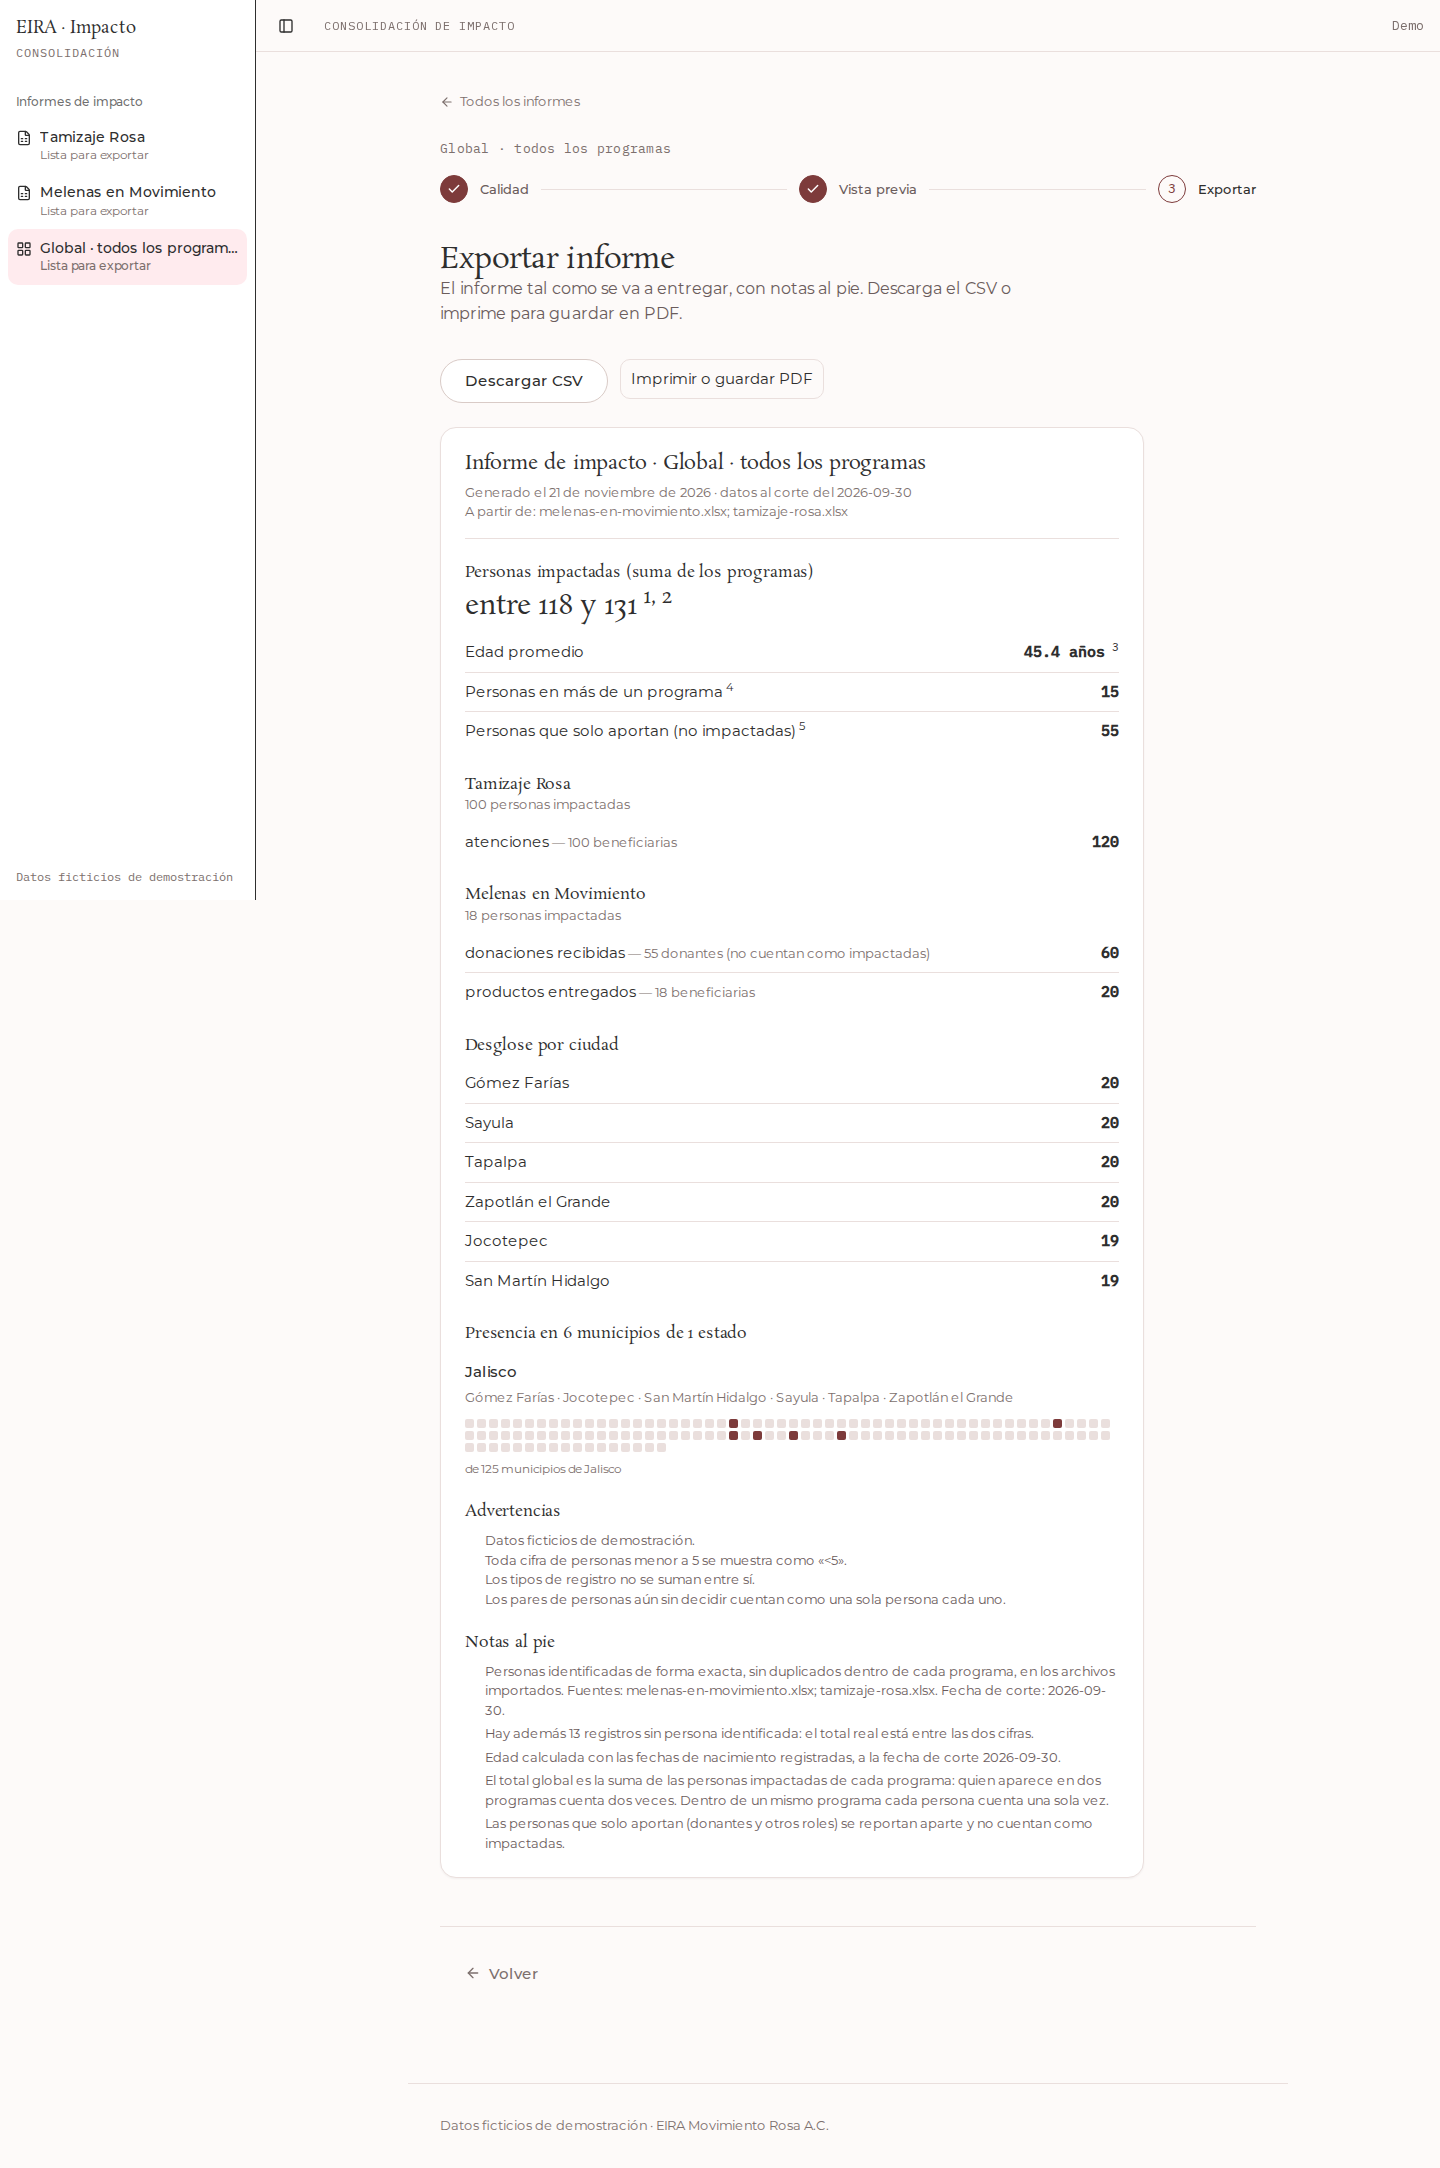 EIRA · Impacto
CONSOLIDACIÓN
Informes de impacto
Tamizaje Rosa
Lista para exportar
Melenas en Movimiento
Lista para exportar
Global · todos los program...
Lista para exportar
Datos ficticios de demostración
CONSOLIDACIÓN DE IMPACTO
Demo
← Todos los informes
Global · todos los programas
Calidad
Vista previa
3 Exportar
Exportar informe
El informe tal como se va a entregar, con notas al pie. Descarga el CSV o
imprime para guardar en PDF.
Descargar CSV
Imprimir o guardar PDF
Informe de impacto · Global · todos los programas
Generado el 21 de noviembre de 2026 · datos al corte del 2026-09-30
A partir de: melenas-en-movimiento.xlsx; tamizaje-rosa.xlsx
Personas impactadas (suma de los programas)
entre 118 y 131 1, 2
Edad promedio 45.4 años 3
Personas en más de un programa 4 15
Personas que solo aportan (no impactadas) 5 55
Tamizaje Rosa
100 personas impactadas
atenciones — 100 beneficiarias 120
Melenas en Movimiento
18 personas impactadas
donaciones recibidas — 55 donantes (no cuentan como impactadas) 60
productos entregados — 18 beneficiarias 20
Desglose por ciudad
Gómez Farías 20
Sayula 20
Tapalpa 20
Zapotlán el Grande 20
Jocotepec 19
San Martín Hidalgo 19
Presencia en 6 municipios de 1 estado
Jalisco
Gómez Farías · Jocotepec · San Martín Hidalgo · Sayula · Tapalpa · Zapotlán el Grande
de 125 municipios de Jalisco
Advertencias
Datos ficticios de demostración.
Toda cifra de personas menor a 5 se muestra como «<5».
Los tipos de registro no se suman entre sí.
Los pares de personas aún sin decidir cuentan como una sola persona cada uno.
Notas al pie
Personas identificadas de forma exacta, sin duplicados dentro de cada programa, en los archivos
importados. Fuentes: melenas-en-movimiento.xlsx; tamizaje-rosa.xlsx. Fecha de corte: 2026-09-
30.
Hay además 13 registros sin persona identificada: el total real está entre las dos cifras.
Edad calculada con las fechas de nacimiento registradas, a la fecha de corte 2026-09-30.
El total global es la suma de las personas impactadas de cada programa: quien aparece en dos
programas cuenta dos veces. Dentro de un mismo programa cada persona cuenta una sola vez.
Las personas que solo aportan (donantes y otros roles) se reportan aparte y no cuentan como
impactadas.
← Volver
Datos ficticios de demostración · EIRA Movimiento Rosa A.C.